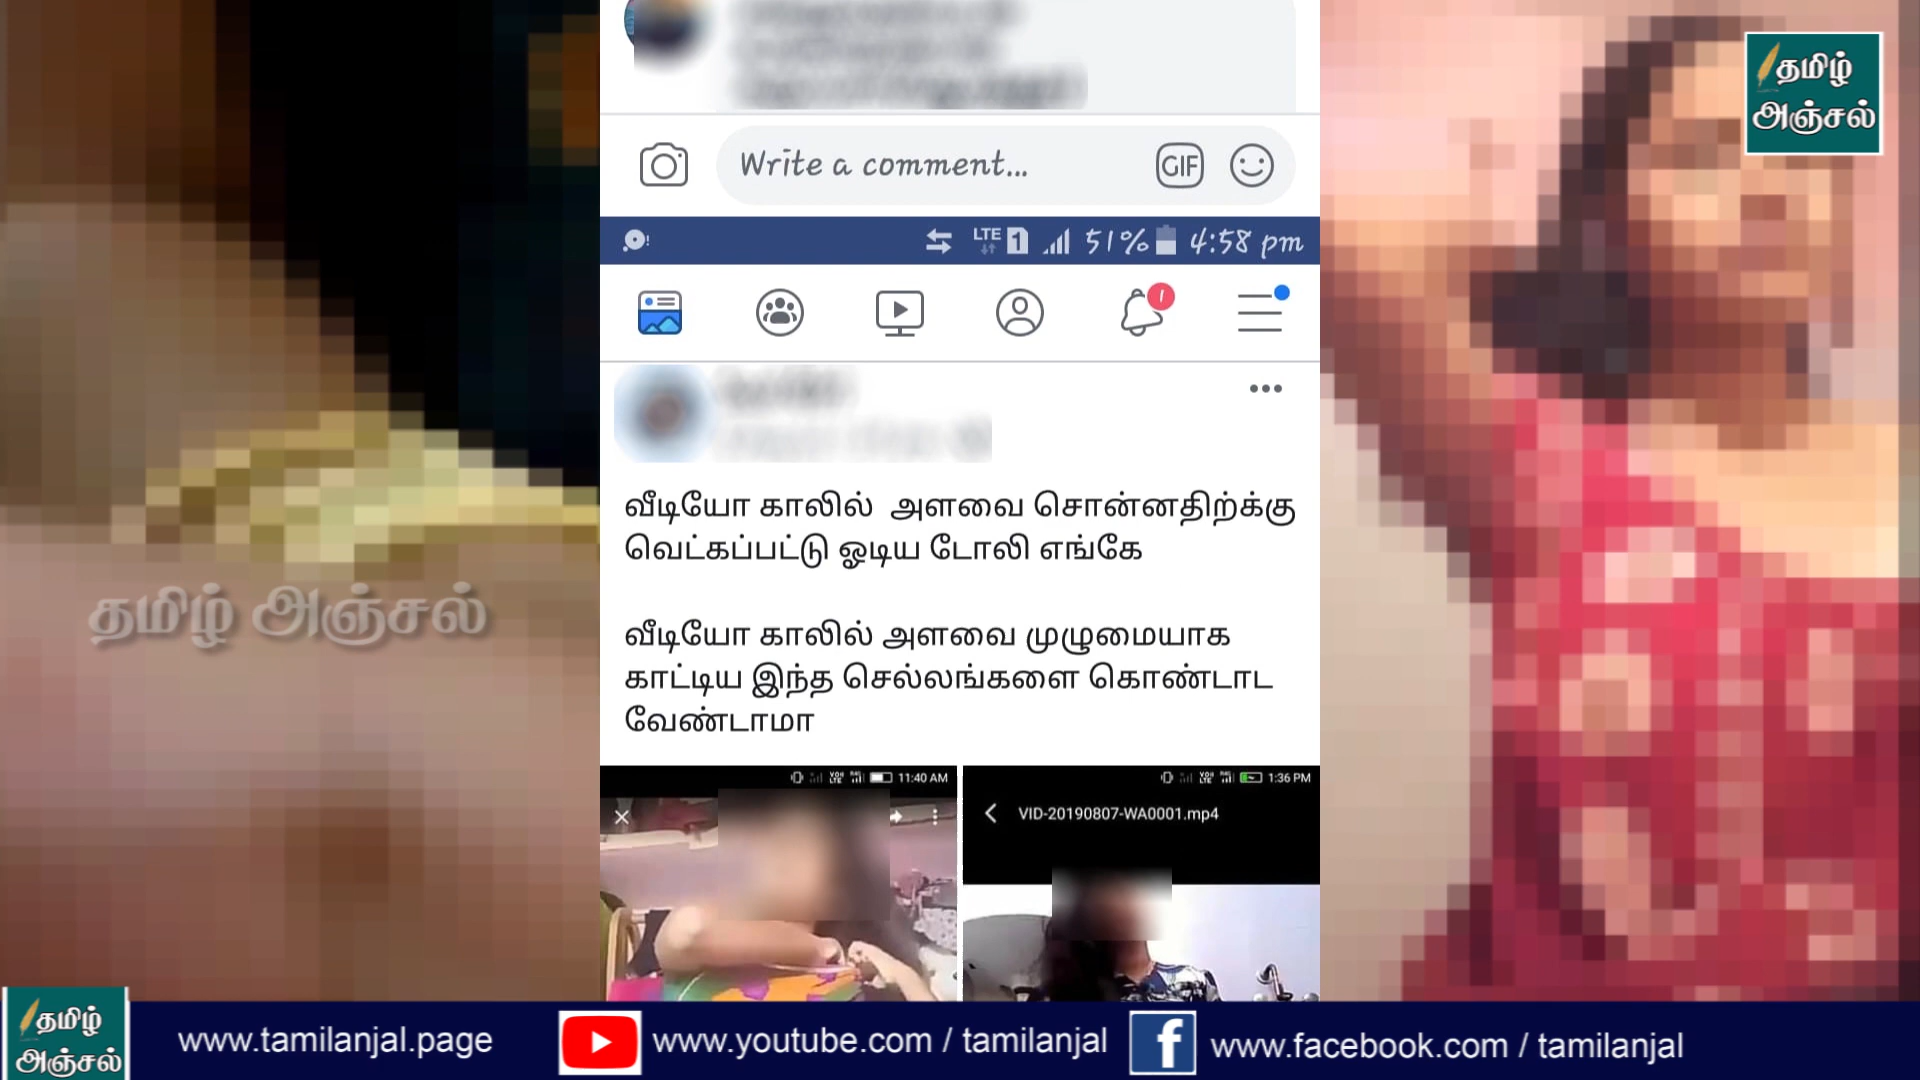 தமிழ்
அஞ்சல்
Write a comment...
GIF
LTE 1 51% 4:58 pm
1
வீடியோ காலில் அளவை சொன்னதிற்க்கு
வெட்கப்பட்டு ஓடிய டோலி எங்கே
வீடியோ காலில் அளவை முழுமையாக
காட்டிய இந்த செல்லங்களை கொண்டாட
வேண்டாமா
11:40 AM
1:36 PM
VID-20190807-WA0001.mp4
தமிழ் அஞ்சல்
தமிழ்
அஞ்சல்
www.tamilanjal.page
www.youtube.com / tamilanjal
f www.facebook.com / tamilanjal